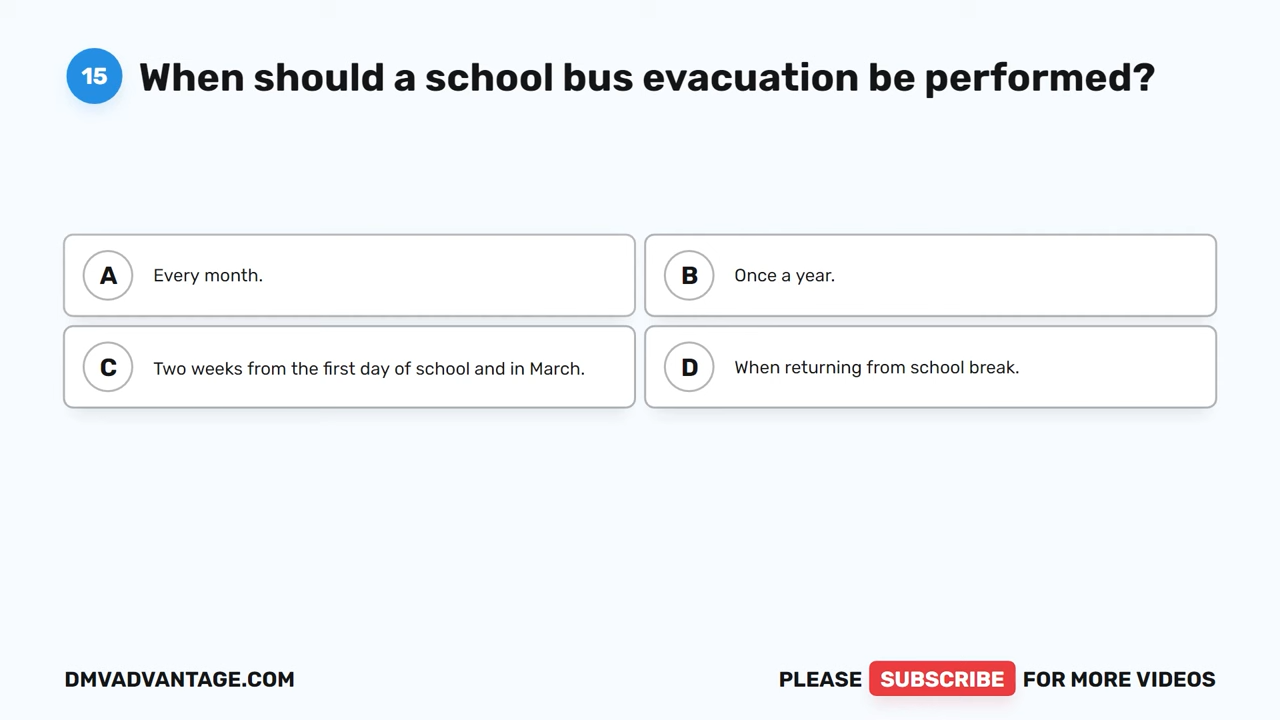 15 When should a school bus evacuation be performed?
A Every month.
B Once a year.
C Two weeks from the first day of school and in March.
D When returning from school break.
DMVADVANTAGE.COM
PLEASE SUBSCRIBE FOR MORE VIDEOS